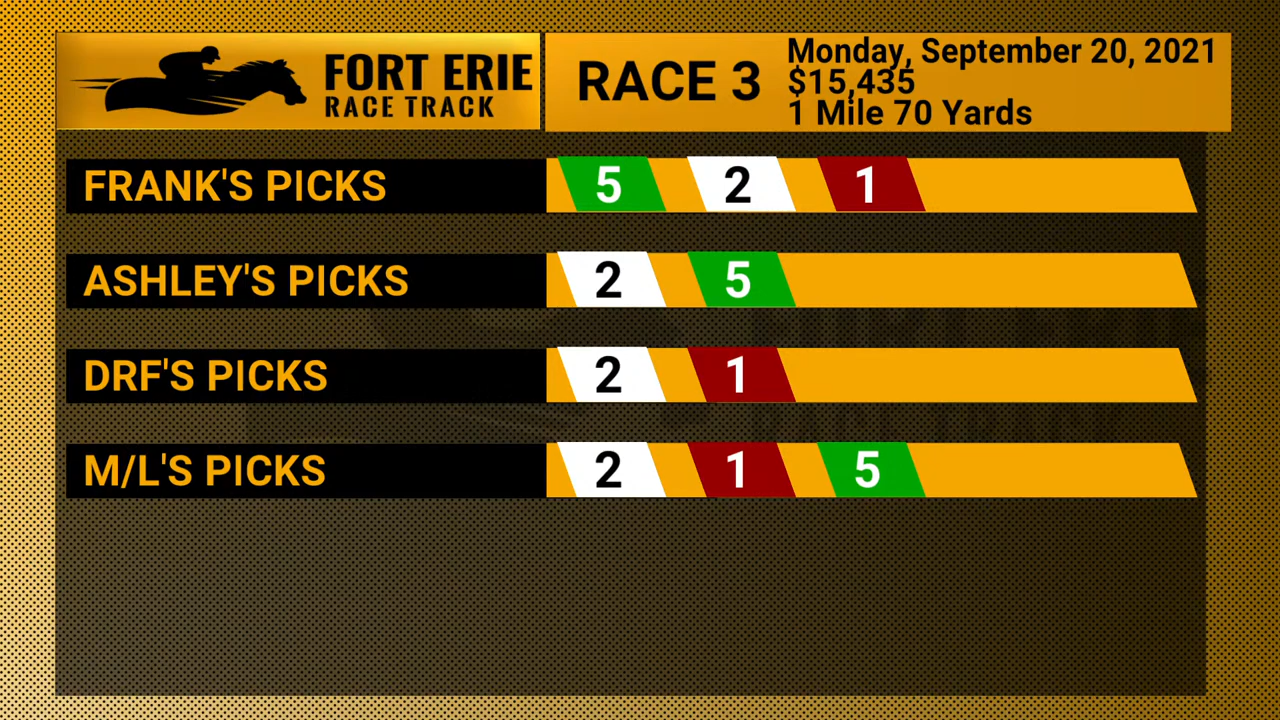 FORT ERIE
RACE TRACK
RACE 3
Monday, September 20, 2021
$15,435
1 Mile 70 Yards
FRANK'S PICKS 5 2 1
ASHLEY'S PICKS 2 5
DRF'S PICKS 2 1
M/L'S PICKS 2 1 5